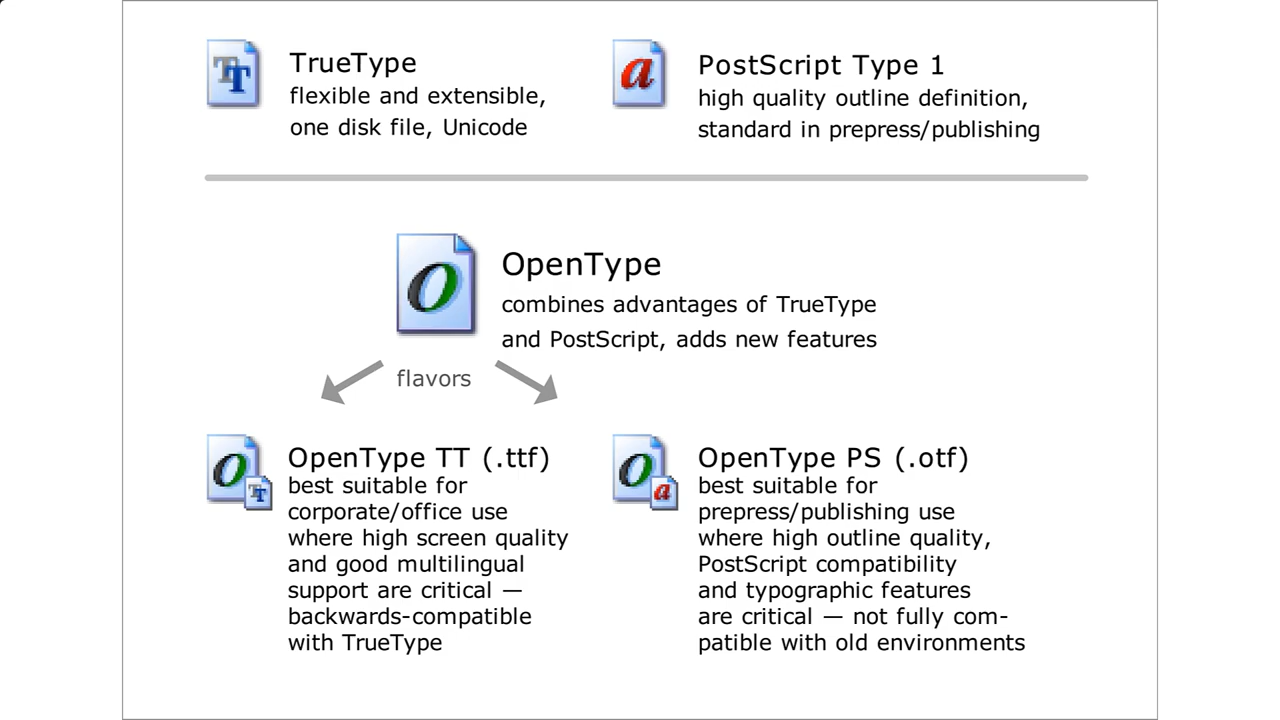 TrueType
flexible and extensible,
one disk file, Unicode
PostScript Type 1
high quality outline definition,
standard in prepress/publishing
OpenType
combines advantages of TrueType
and PostScript, adds new features
flavors
OpenType TT (.ttf)
best suitable for
corporate/office use
where high screen quality
and good multilingual
support are critical —
backwards-compatible
with TrueType
OpenType PS (.otf)
best suitable for
prepress/publishing use
where high outline quality,
PostScript compatibility
and typographic features
are critical — not fully com-
patible with old environments